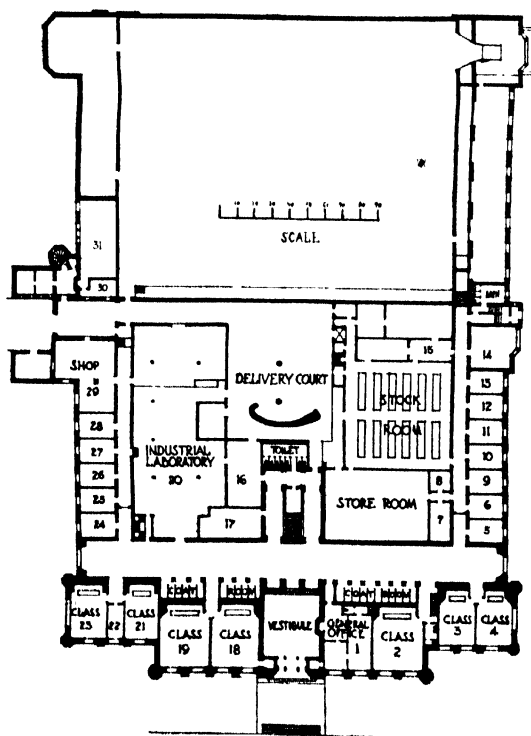 SCALE
31
30
MEN
15
14
SHOP
29
DELIVERY COURT
13
STOCK
12
28
ROOM
11
27
INDUSTRIAL
LABORATORY
TOILET
10
26
20
16
8
9
25
STORE ROOM
6
24
17
7
5
COAT
ROOM
COAT
ROOM
CLASS
23
22
CLASS
21
CLASS
19
CLASS
18
VESTIBULE
GENERAL
OFFICE
1
CLASS
2
CLASS
3
CLASS
4